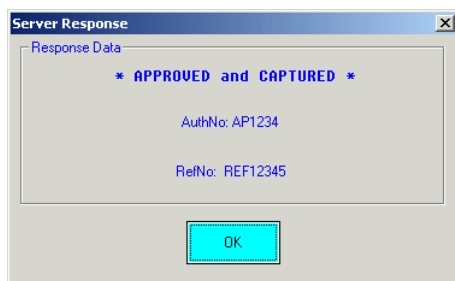 Server Response
Response Data
* APPROVED and CAPTURED *
AuthNo: AP1234
RefNo: REF12345
OK